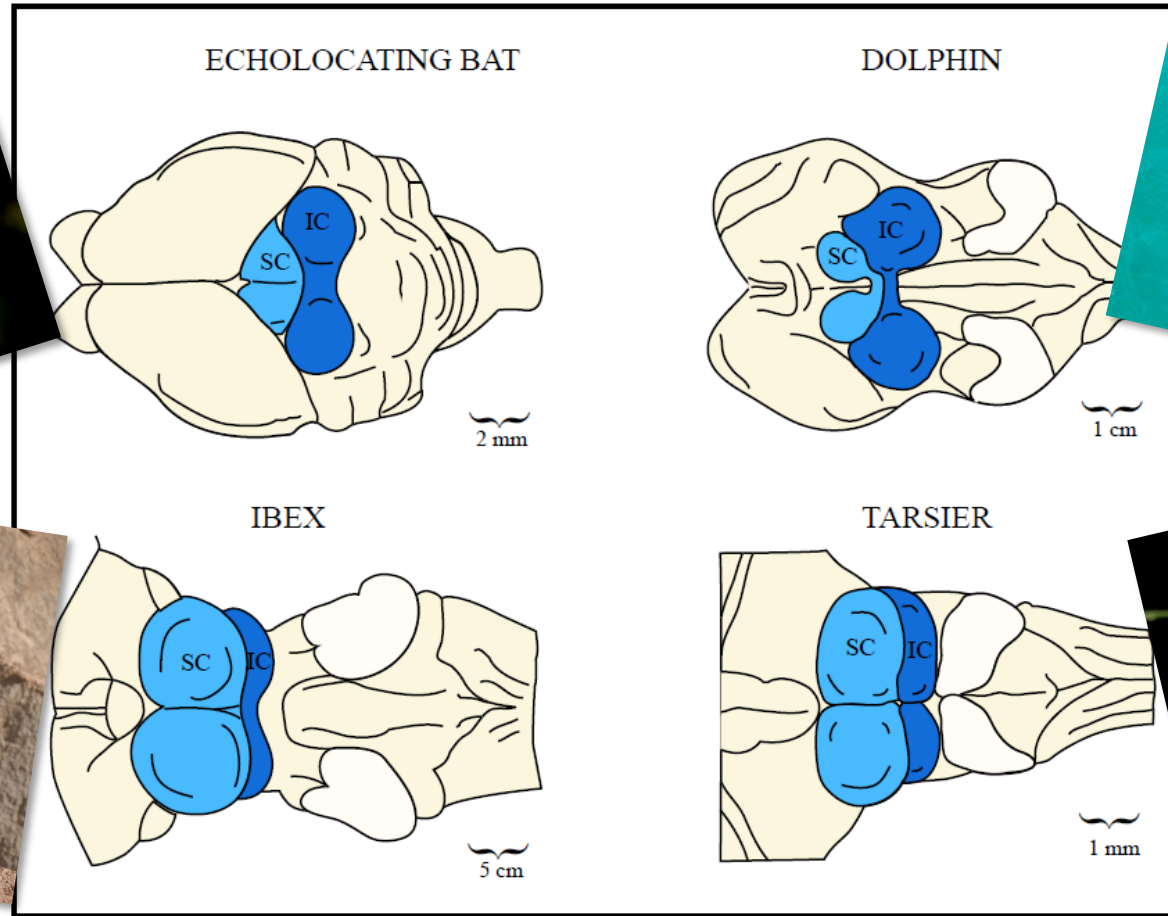 ECHOLOCATING BAT
DOLPHIN
IC
SC
2 mm
IC
SC
1 cm
IBEX
TARSIER
SC
IC
5 cm
SC
IC
1 mm